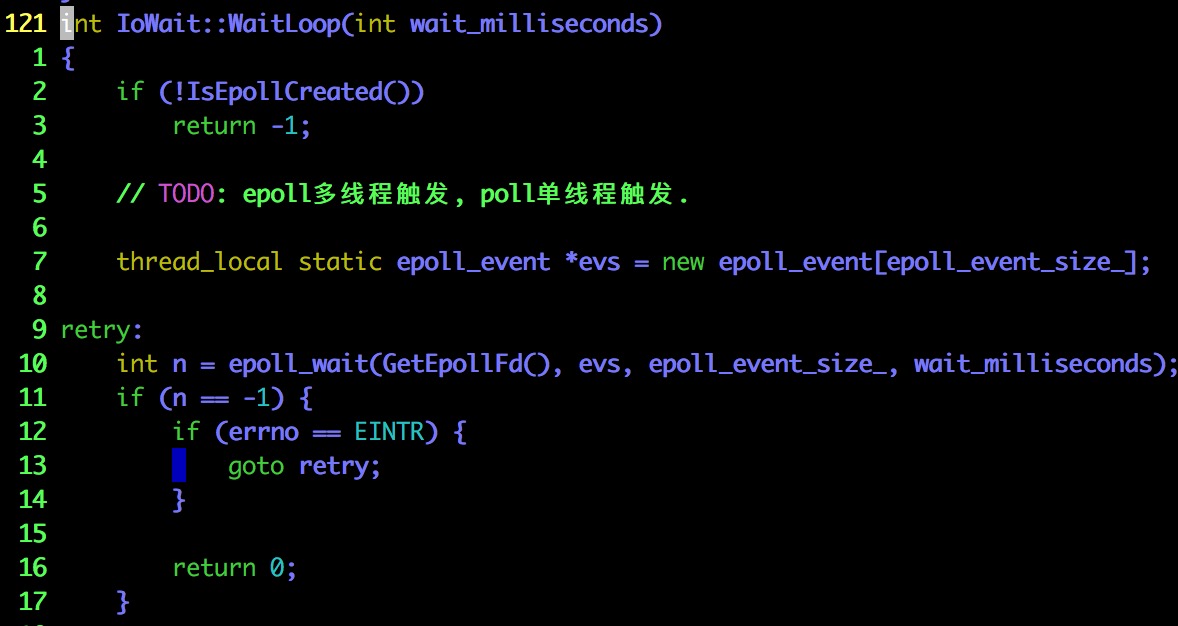 121 int IoWait::WaitLoop(int wait_milliseconds)
1 {
2     if (!IsEpollCreated())
3         return -1;
4
5     // TODO: epoll多线程触发, poll单线程触发.
6
7     thread_local static epoll_event *evs = new epoll_event[epoll_event_size_];
8
9 retry:
10     int n = epoll_wait(GetEpollFd(), evs, epoll_event_size_, wait_milliseconds);
11     if (n == -1) {
12         if (errno == EINTR) {
13             goto retry;
14         }
15
16         return 0;
17     }